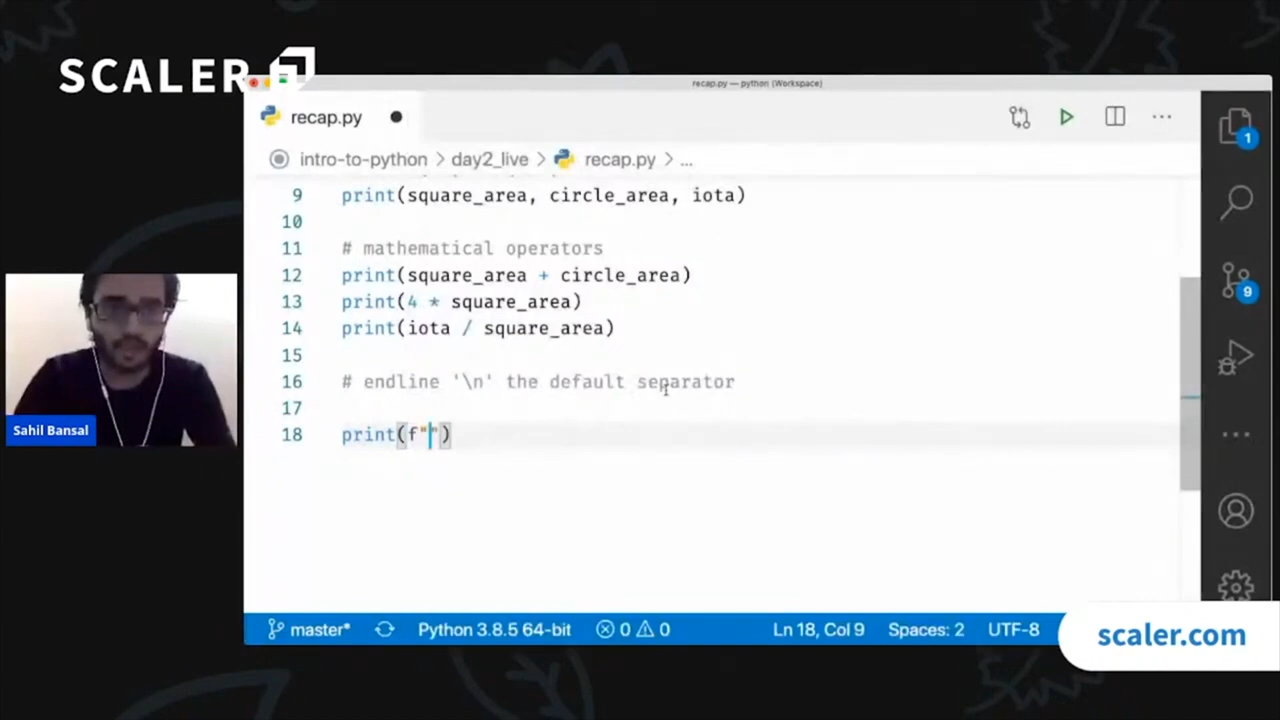 SCALER
recap.py — python (Workspace)
recap.py
intro-to-python > day2_live > recap.py > ...
9 print(square_area, circle_area, iota)
10
11 # mathematical operators
12 print(square_area + circle_area)
13 print(4 * square_area)
14 print(iota / square_area)
15
16 # endline '\n' the default separator
17
18 print(f"")
1
9
Sahil Bansal
master* Python 3.8.5 64-bit 0 0 Ln 18, Col 9 Spaces: 2 UTF-8
scaler.com